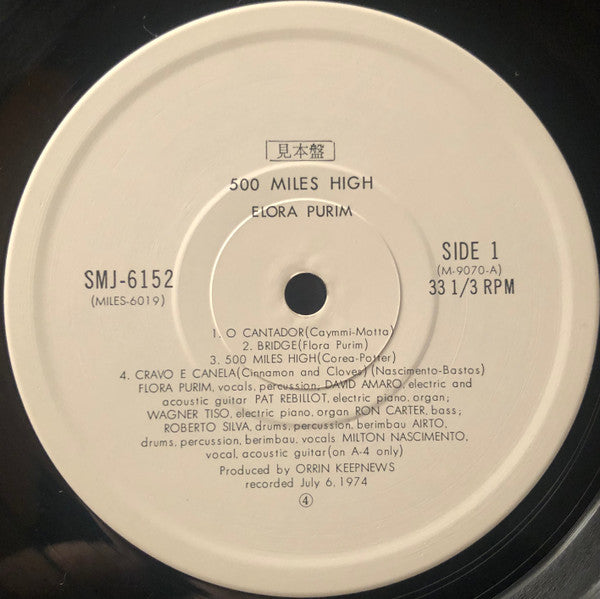 見本盤
500 MILES HIGH
ELORA PURIM
SMJ-6152
(MILES-6019)
SIDE 1
(M-9070-A)
33 1/3 RPM
1. O CANTADOR(Caymmi-Motta)
2. BRIDGE(Flora Purim)
3. 500 MILES HIGH(Corea-Potter)
4. CRAVO E CANELA(Cinnamon and Cloves) (Nascimento-Bastos)
FLORA PURIM, vocals, percussion, DAVID AMARO, electric and
acoustic guitar PAT REBILLOT, electric piano, organ;
WAGNER TISO, electric piano, organ RON CARTER, bass;
ROBERTO SILVA, drums, percussion, berimbau AIRTO,
drums, percussion, berimbau, vocals MILTON NASCIMENTO,
vocal, acoustic guitar(on A-4 only)
Produced by ORRIN KEEPNEWS
recorded July 6, 1974
④